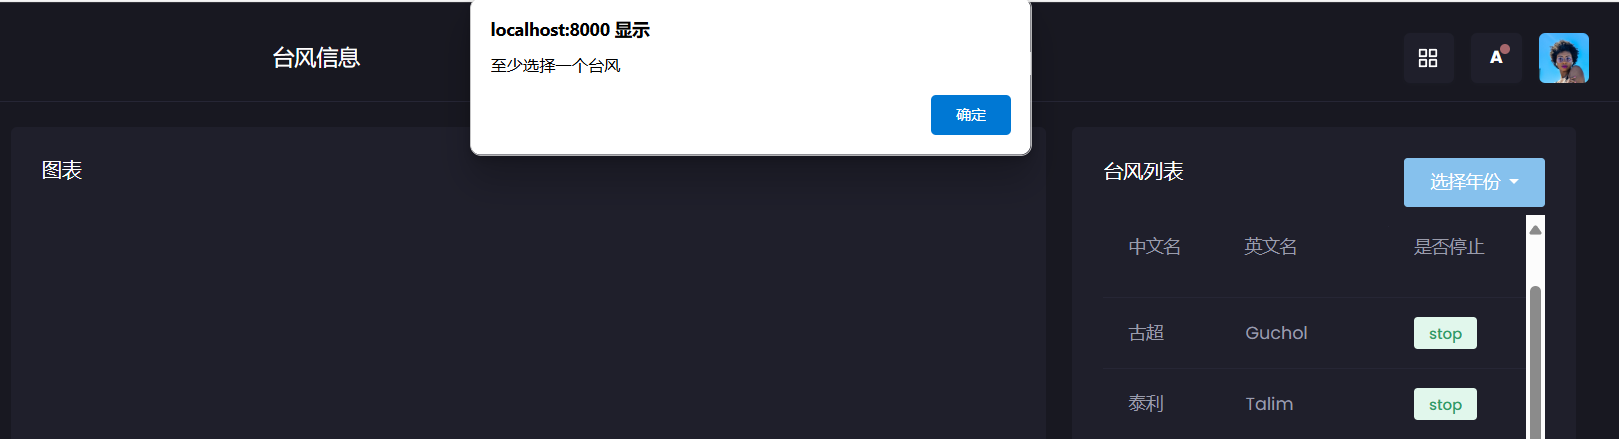 localhost:8000 显示
至少选择一个台风
确定
台风信息
A
图表
台风列表
选择年份
中文名 英文名 是否停止
古超 Guchol stop
泰利 Talim stop